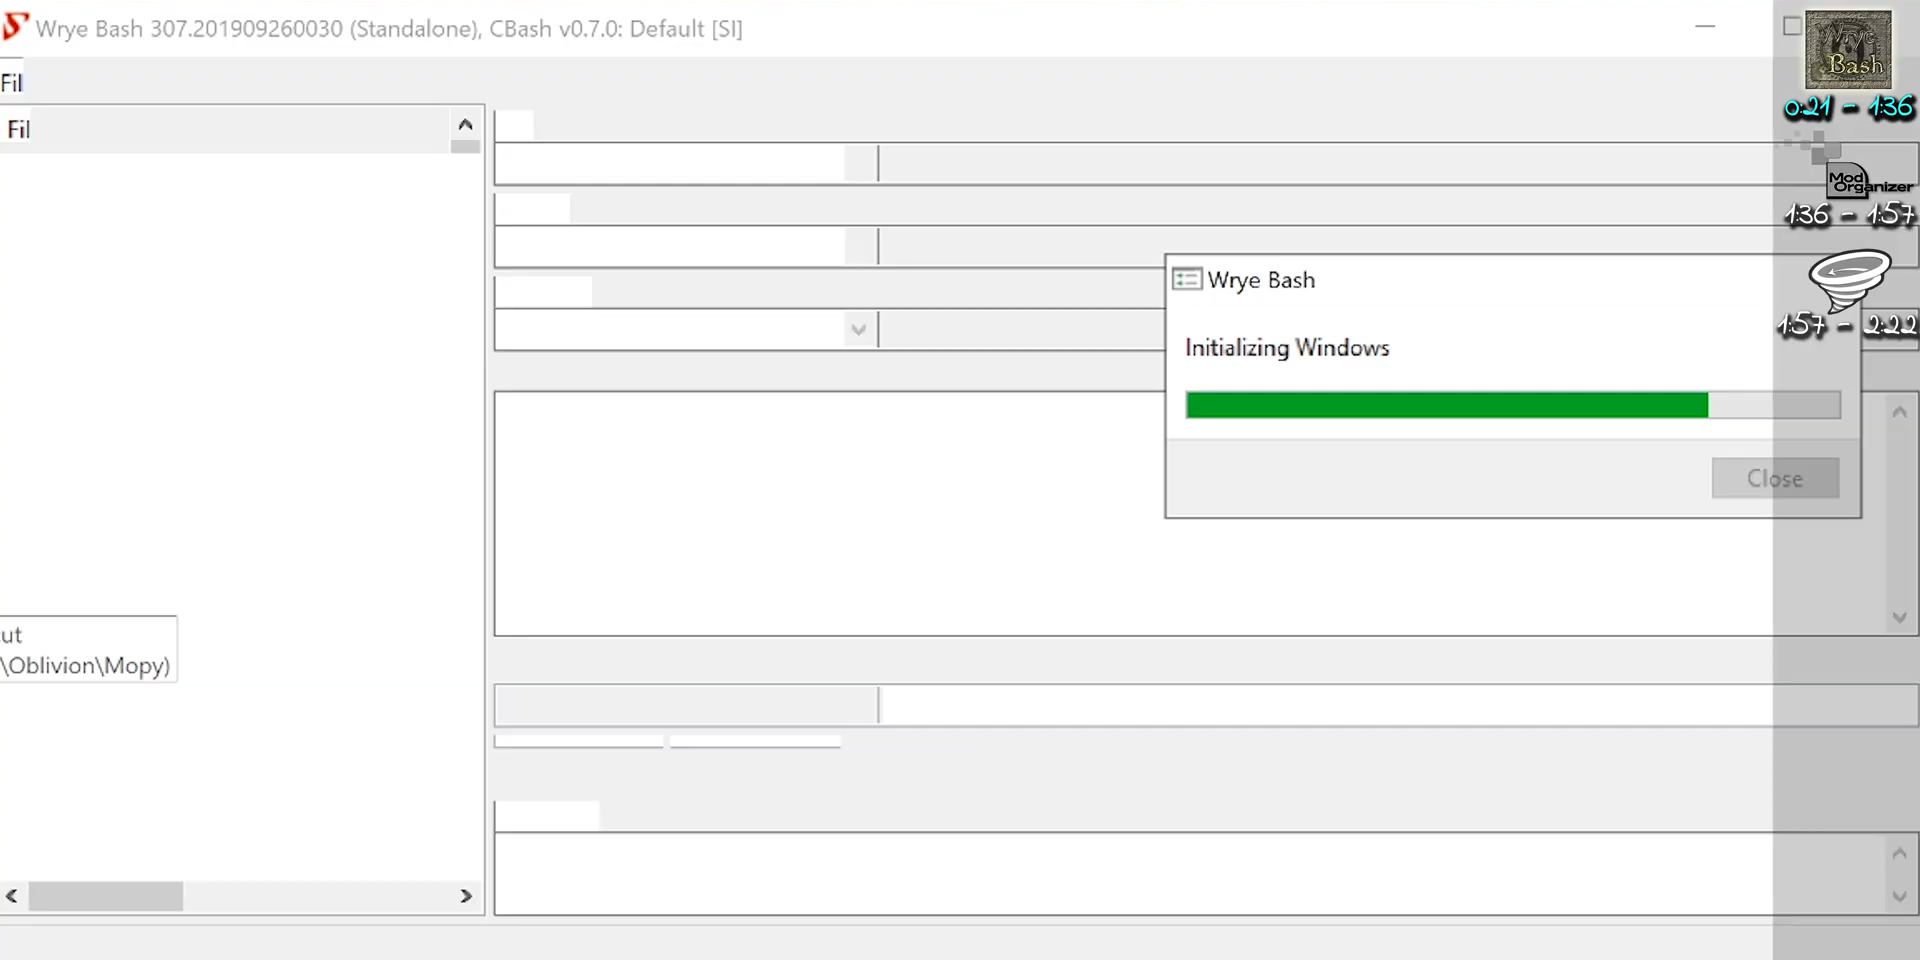 Wrye Bash 307.201909260030 (Standalone), CBash v0.7.0: Default [SI]
Fil
Fil
Wrye Bash
Initializing Windows
Close
ut
\Oblivion\Mopy)
Wrye
Bash
0:21 - 1:36
Mod
Organizer
1:36 - 1:57
1:57 - 2:22